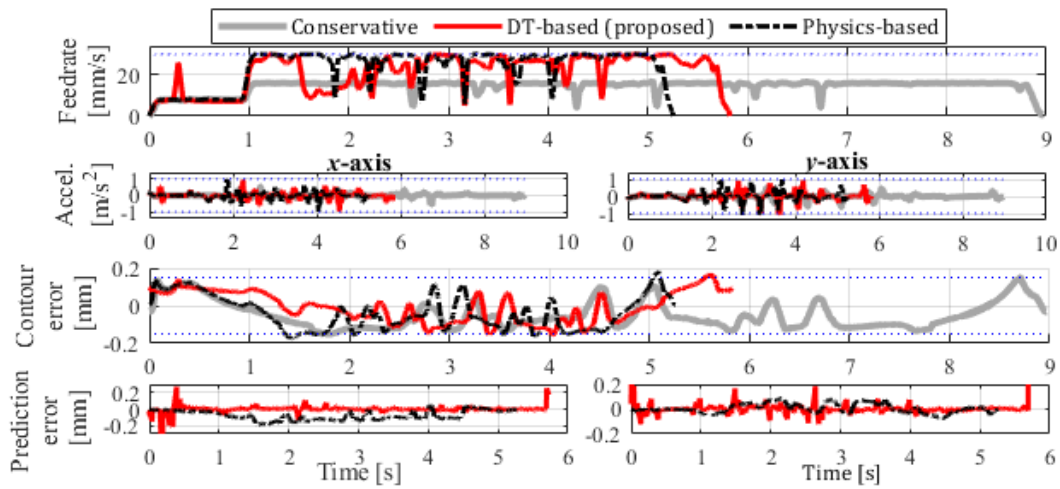 Conservative DT-based (proposed) Physics-based
Feedrate [mm/s]
20
0
0 1 2 3 4 5 6 7 8 9
x-axis y-axis
Accel. [m/s²]
1
0
-1
0 2 4 6 8 10
1
0
-1
0 2 4 6 8 10
Contour error [mm]
0.2
0
-0.2
0 1 2 3 4 5 6 7 8 9
Prediction error [mm]
0.2
0
-0.2
0 1 2 3 4 5 6
Time [s]
0.2
0
-0.2
0 1 2 3 4 5 6
Time [s]